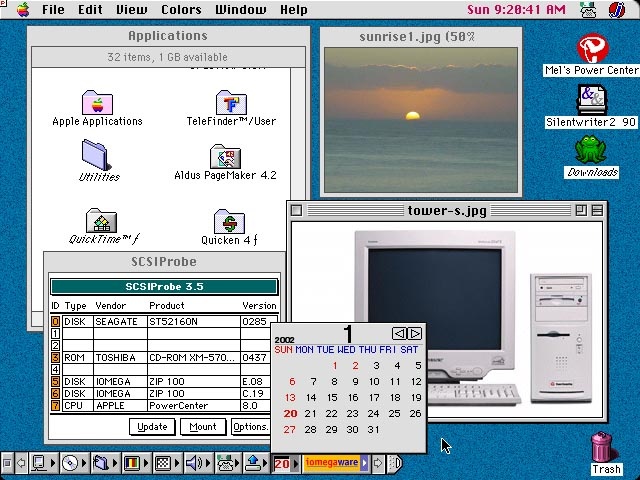 File Edit View Colors Window Help
Sun 9:20:41 AM
Applications
32 items, 1 GB available
Apple Applications
TeleFinder™/User
Utilities
Aldus PageMaker 4.2
QuickTime™ ƒ
Quicken 4 ƒ
sunrise1.jpg (50%
Mel's Power Center
Silentwriter2 90
Downloads
tower-s.jpg
SCSIProbe
SCSIProbe 3.5
ID Type Vendor Product Version
0 DISK SEAGATE ST52160N 0285
1
2
3 ROM TOSHIBA CD-ROM XM-570... 0437
4
5 DISK IOMEGA ZIP 100 E.08
6 DISK IOMEGA ZIP 100 C.19
7 CPU APPLE PowerCenter 8.0
Update Mount Options.
2002 1
SUN MON TUE WED THU FRI SAT
1 2 3 4 5
6 7 8 9 10 11 12
13 14 15 16 17 18 19
20 21 22 23 24 25 26
27 28 29 30 31
20
Iomegaware
Trash